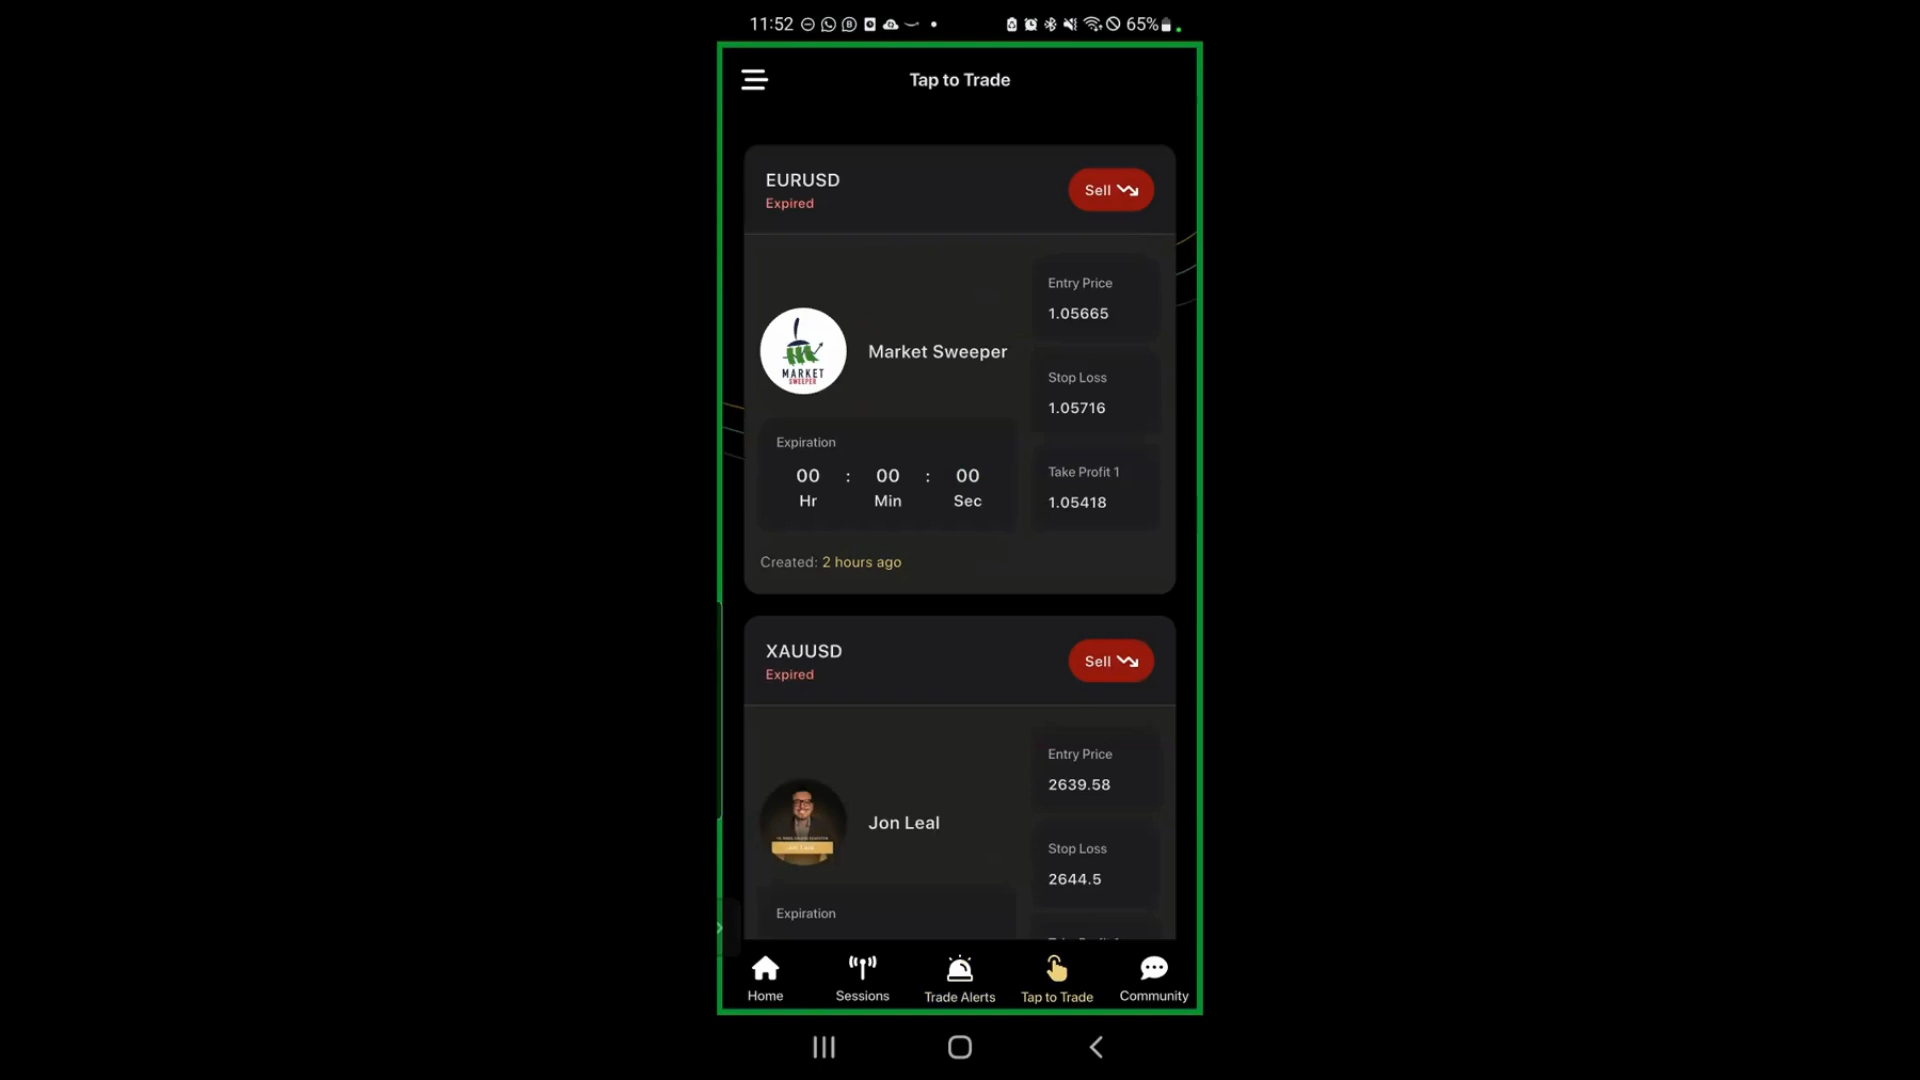 11:52
65%
Tap to Trade
EURUSD
Expired
Sell
Entry Price
1.05665
MARKET
SWEEPER
Market Sweeper
Stop Loss
1.05716
Expiration
00 : 00 : 00
Hr Min Sec
Take Profit 1
1.05418
Created: 2 hours ago
XAUUSD
Expired
Sell
Entry Price
2639.58
Jon Leal
Stop Loss
2644.5
Expiration
Home
Sessions
Trade Alerts
Tap to Trade
Community